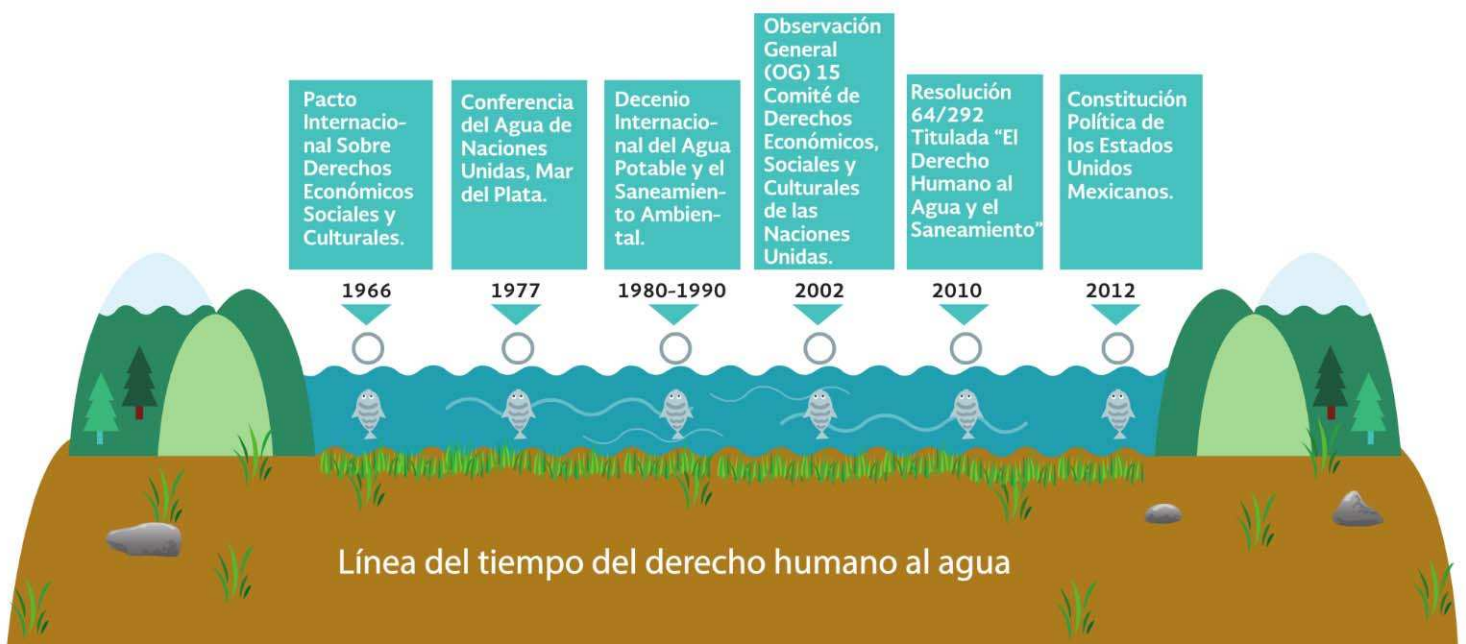 Pacto
Internacio-
nal Sobre
Derechos
Económicos
Sociales y
Culturales.
1966
Conferencia
del Agua de
Naciones
Unidas, Mar
del Plata.
1977
Decenio
Internacio-
nal del Agua
Potable y el
Saneamien-
to Ambien-
tal.
1980-1990
Observación
General
(OG) 15
Comité de
Derechos
Económicos,
Sociales y
Culturales
de las
Naciones
Unidas.
2002
Resolución
64/292
Titulada “El
Derecho
Humano al
Agua y el
Saneamiento”
2010
Constitución
Política de
los Estados
Unidos
Mexicanos.
2012
Línea del tiempo del derecho humano al agua